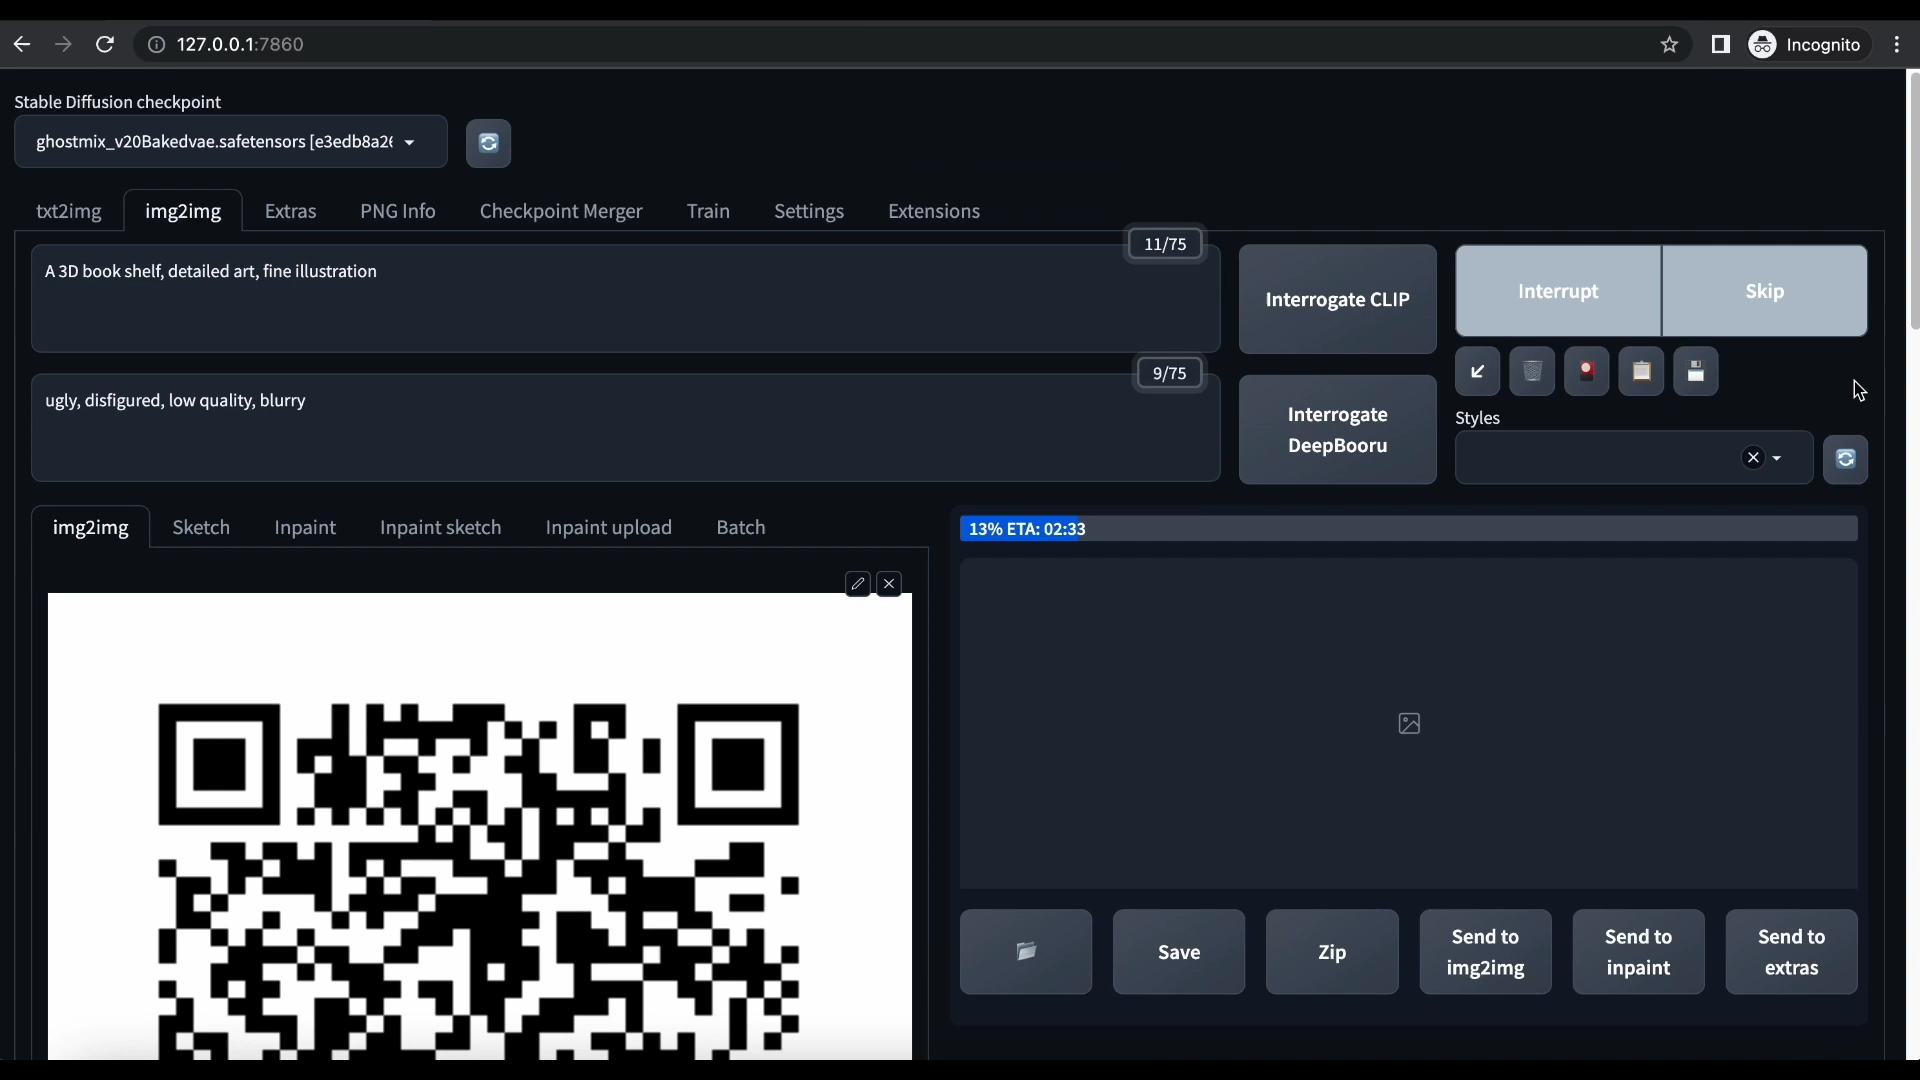 127.0.0.1:7860
Incognito
Stable Diffusion checkpoint
ghostmix_v20Bakedvae.safetensors [e3edb8a26
txt2img
img2img
Extras
PNG Info
Checkpoint Merger
Train
Settings
Extensions
11/75
A 3D book shelf, detailed art, fine illustration
Interrogate CLIP
Interrupt
Skip
9/75
ugly, disfigured, low quality, blurry
Interrogate
DeepBooru
Styles
img2img
Sketch
Inpaint
Inpaint sketch
Inpaint upload
Batch
13% ETA: 02:33
Save
Zip
Send to
img2img
Send to
inpaint
Send to
extras